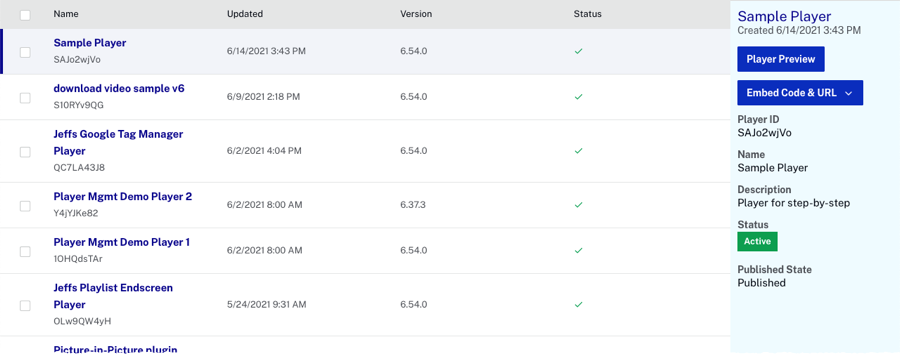 Name Updated Version Status
Sample Player
SAJo2wjVo
6/14/2021 3:43 PM 6.54.0
download video sample v6
S10RYv9QG
6/9/2021 2:18 PM 6.54.0
Jeffs Google Tag Manager
Player
QC7LA43J8
6/2/2021 4:04 PM 6.54.0
Player Mgmt Demo Player 2
Y4jYJKe82
6/2/2021 8:00 AM 6.37.3
Player Mgmt Demo Player 1
1OHQdsTAr
6/2/2021 8:00 AM 6.54.0
Jeffs Playlist Endscreen
Player
OLw9QW4yH
5/24/2021 9:31 AM 6.54.0
Picture-in-Picture plugin
Sample Player
Created 6/14/2021 3:43 PM
Player Preview
Embed Code & URL
Player ID
SAJo2wjVo
Name
Sample Player
Description
Player for step-by-step
Status
Active
Published State
Published